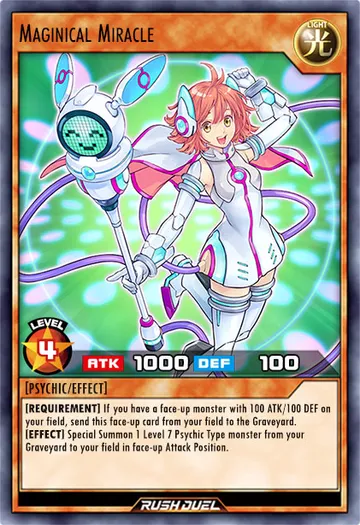 Maginical Miracle
LIGHT
光
LEVEL
4
ATK 1000 DEF 100
[PSYCHIC/EFFECT]
[REQUIREMENT] If you have a face-up monster with 100 ATK/100 DEF on
your field, send this face-up card from your field to the Graveyard.
[EFFECT] Special Summon 1 Level 7 Psychic Type monster from your
Graveyard to your field in face-up Attack Position.
RUSH DUEL